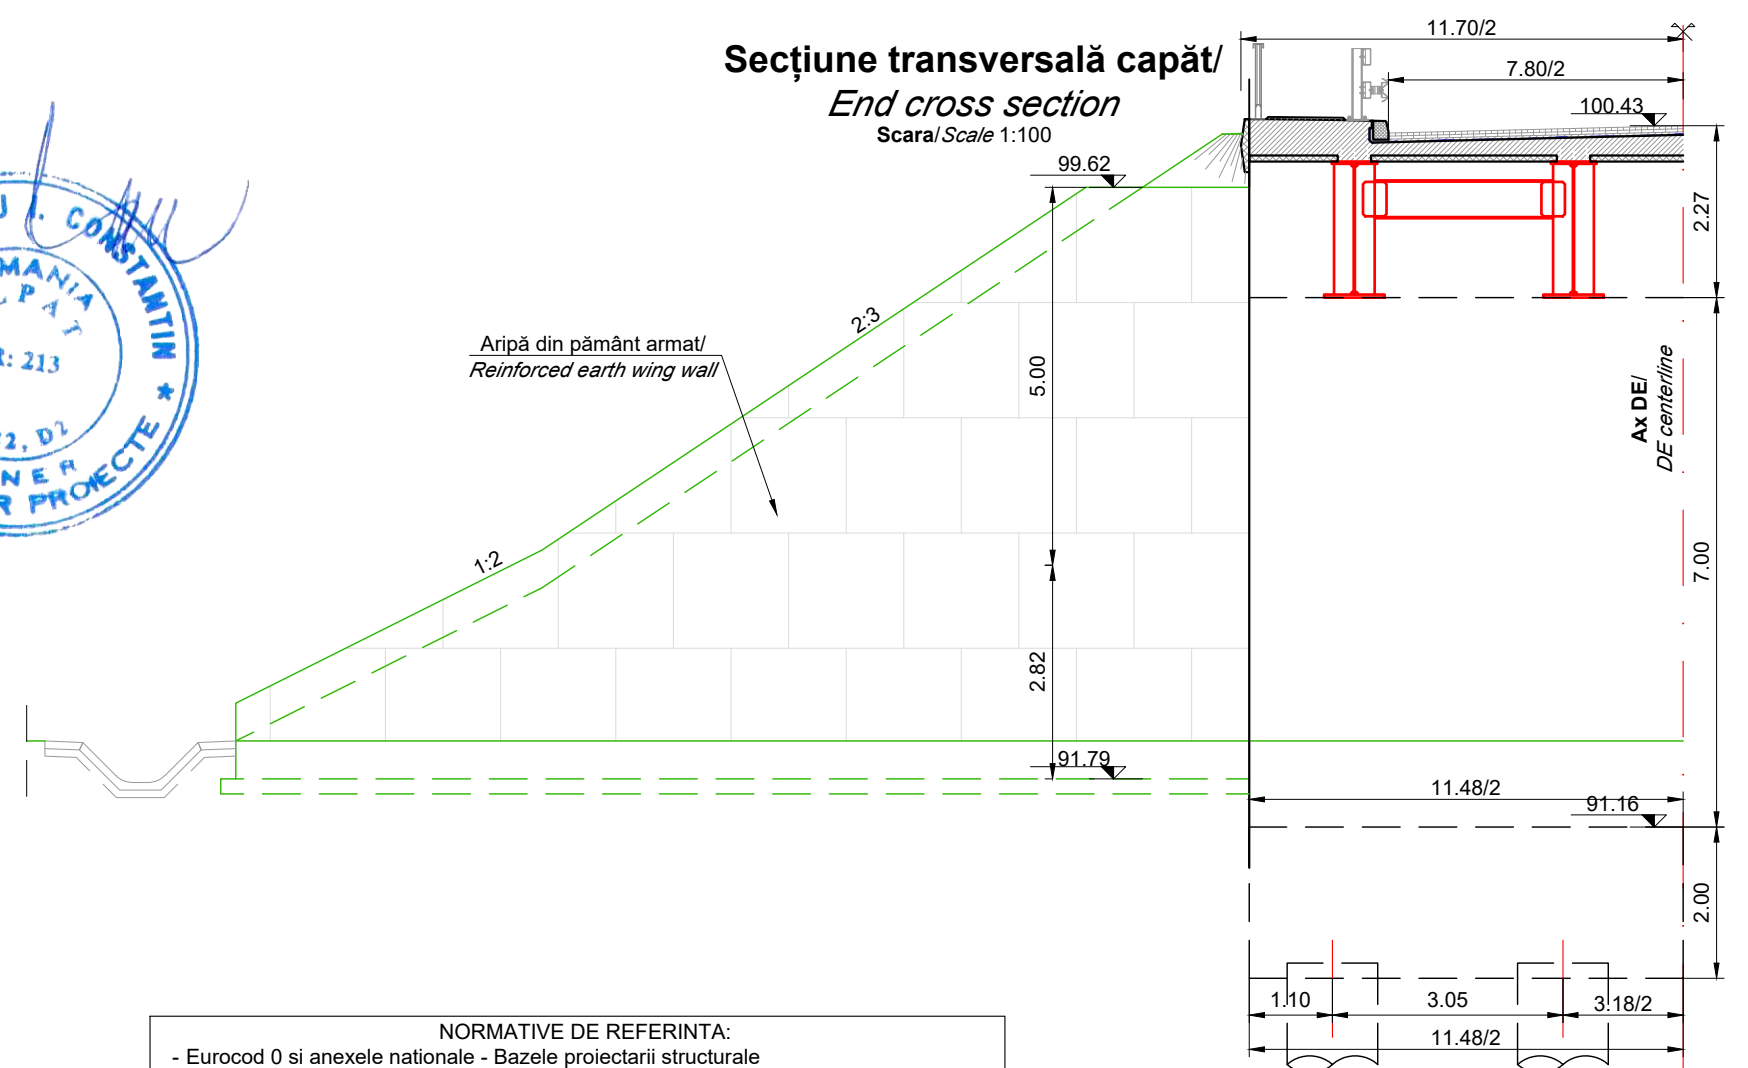 Secțiune transversală capăt/
End cross section
Scara/Scale 1:100
11.70/2
7.80/2
100.43
99.62
2.27
2:3
Aripă din pământ armat/
Reinforced earth wing wall
5.00
Ax DE/
DE centerline
1:2
7.00
2.82
91.79
11.48/2
91.16
2.00
1.10
3.05
3.18/2
11.48/2
I. CONSTANTIN
R: 213
PROIECTE
NORMATIVE DE REFERINTA:
- Eurocod 0 si anexele nationale - Bazele proiectarii structurale